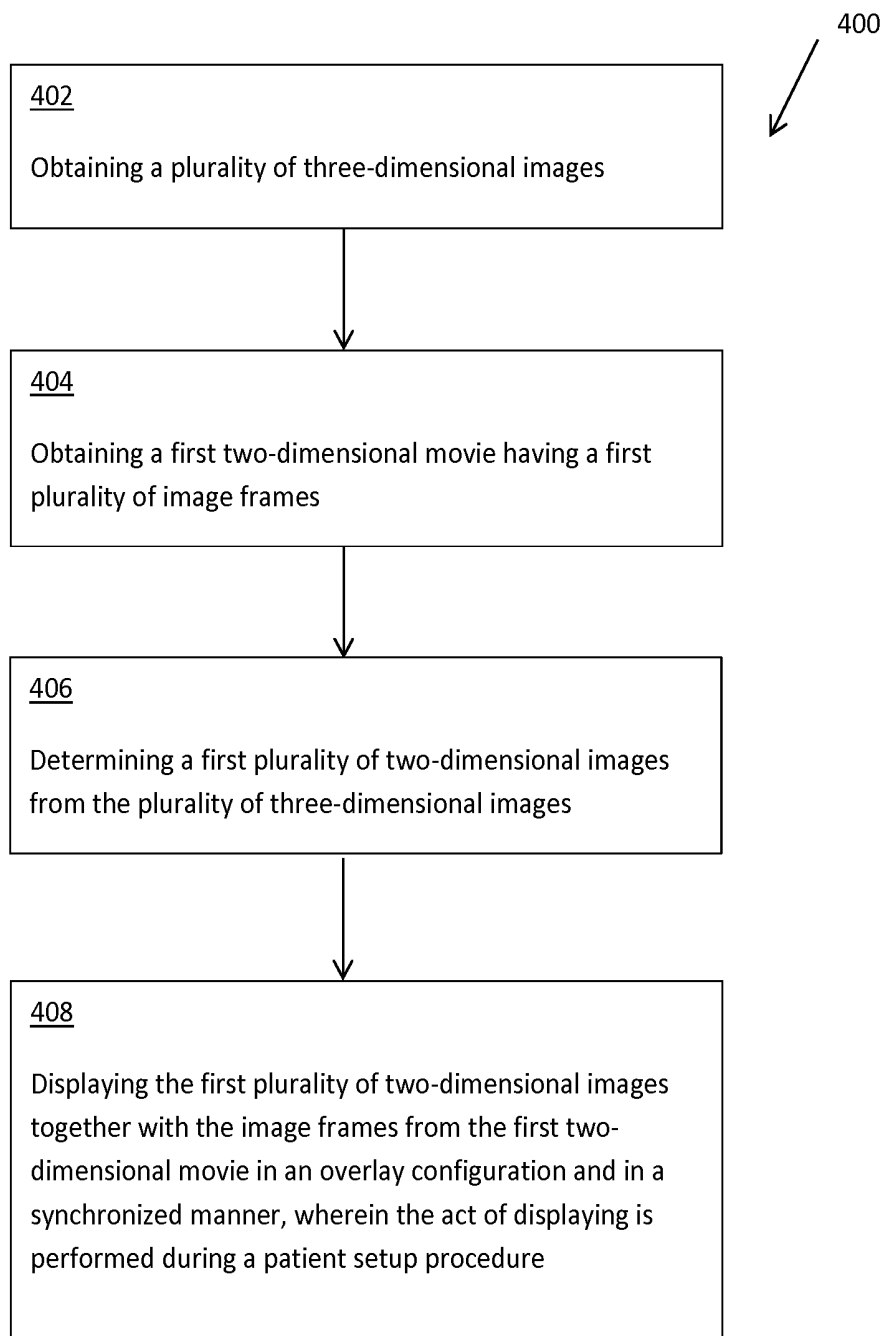 400
402
Obtaining a plurality of three-dimensional images
404
Obtaining a first two-dimensional movie having a first
plurality of image frames
406
Determining a first plurality of two-dimensional images
from the plurality of three-dimensional images
408
Displaying the first plurality of two-dimensional images
together with the image frames from the first two-
dimensional movie in an overlay configuration and in a
synchronized manner, wherein the act of displaying is
performed during a patient setup procedure